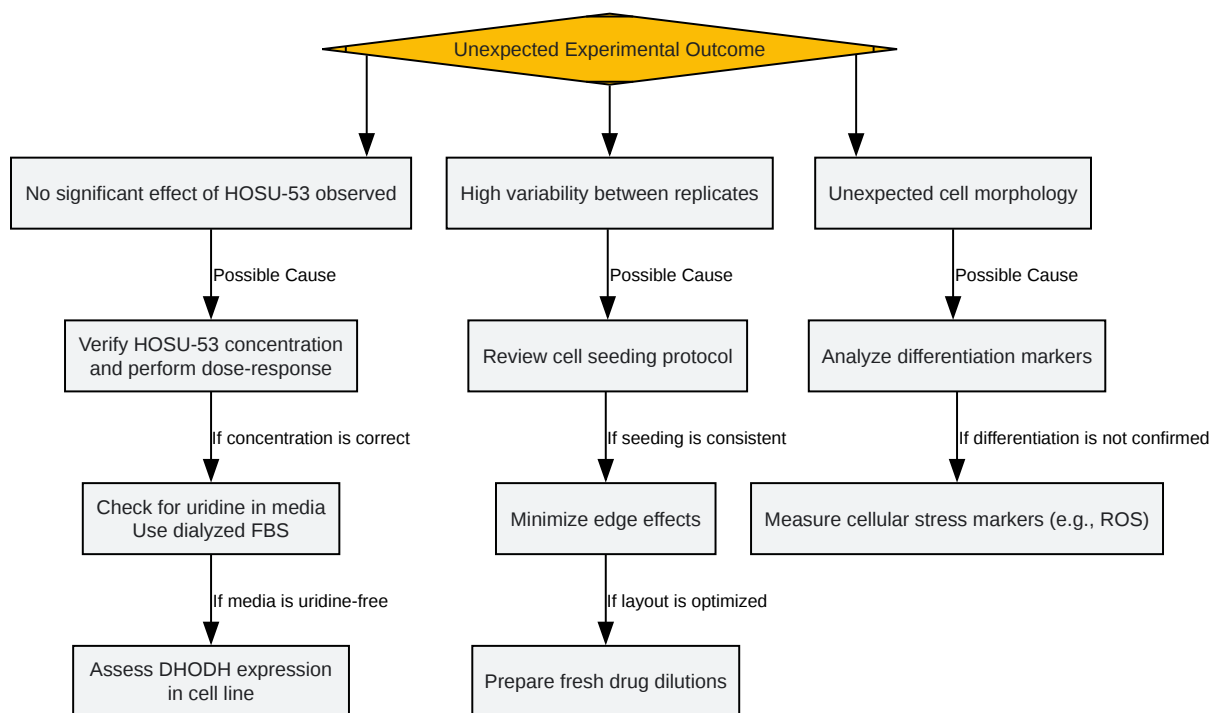 Unexpected Experimental Outcome
No significant effect of HOSU-53 observed
High variability between replicates
Unexpected cell morphology
Possible Cause
Possible Cause
Possible Cause
Verify HOSU-53 concentration
and perform dose-response
Review cell seeding protocol
Analyze differentiation markers
If concentration is correct
If seeding is consistent
If differentiation is not confirmed
Check for uridine in media
Use dialyzed FBS
Minimize edge effects
Measure cellular stress markers (e.g., ROS)
If media is uridine-free
If layout is optimized
Assess DHODH expression
in cell line
Prepare fresh drug dilutions